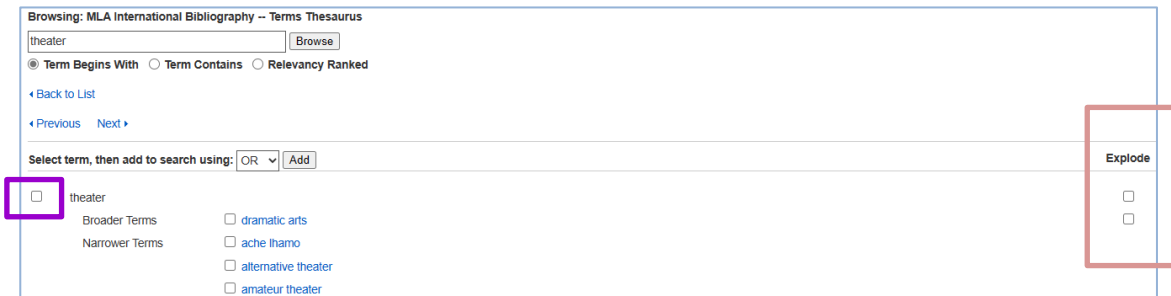 Browsing: MLA International Bibliography -- Terms Thesaurus
theater Browse
Term Begins With Term Contains Relevancy Ranked
Back to List
Previous Next
Select term, then add to search using: OR Add Explode
theater
Broader Terms dramatic arts
Narrower Terms ache lhamo
alternative theater
amateur theater